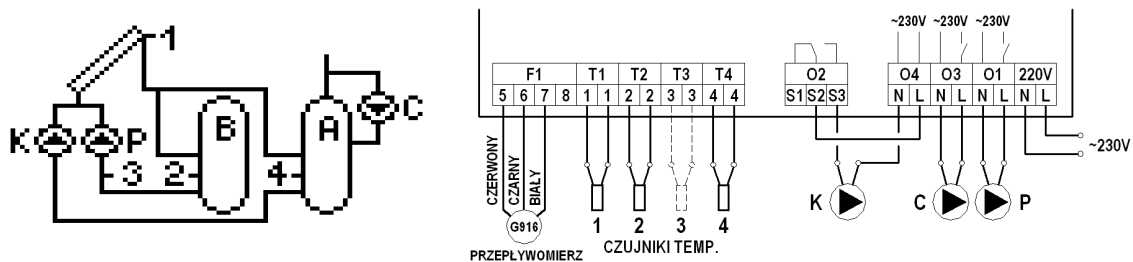 1
K P 3 2 B 4 A C
~230V ~230V ~230V
F1 T1 T2 T3 T4 O2 O4 O3 O1 220V
5 6 7 8 1 1 2 2 3 3 4 4 S1 S2 S3 N L N L N L N L
CZERWONY
CZARNY
BIAŁY
~230V
G916
1 2 3 4 K C P
PRZEPŁYWOMIERZ
CZUJNIKI TEMP.